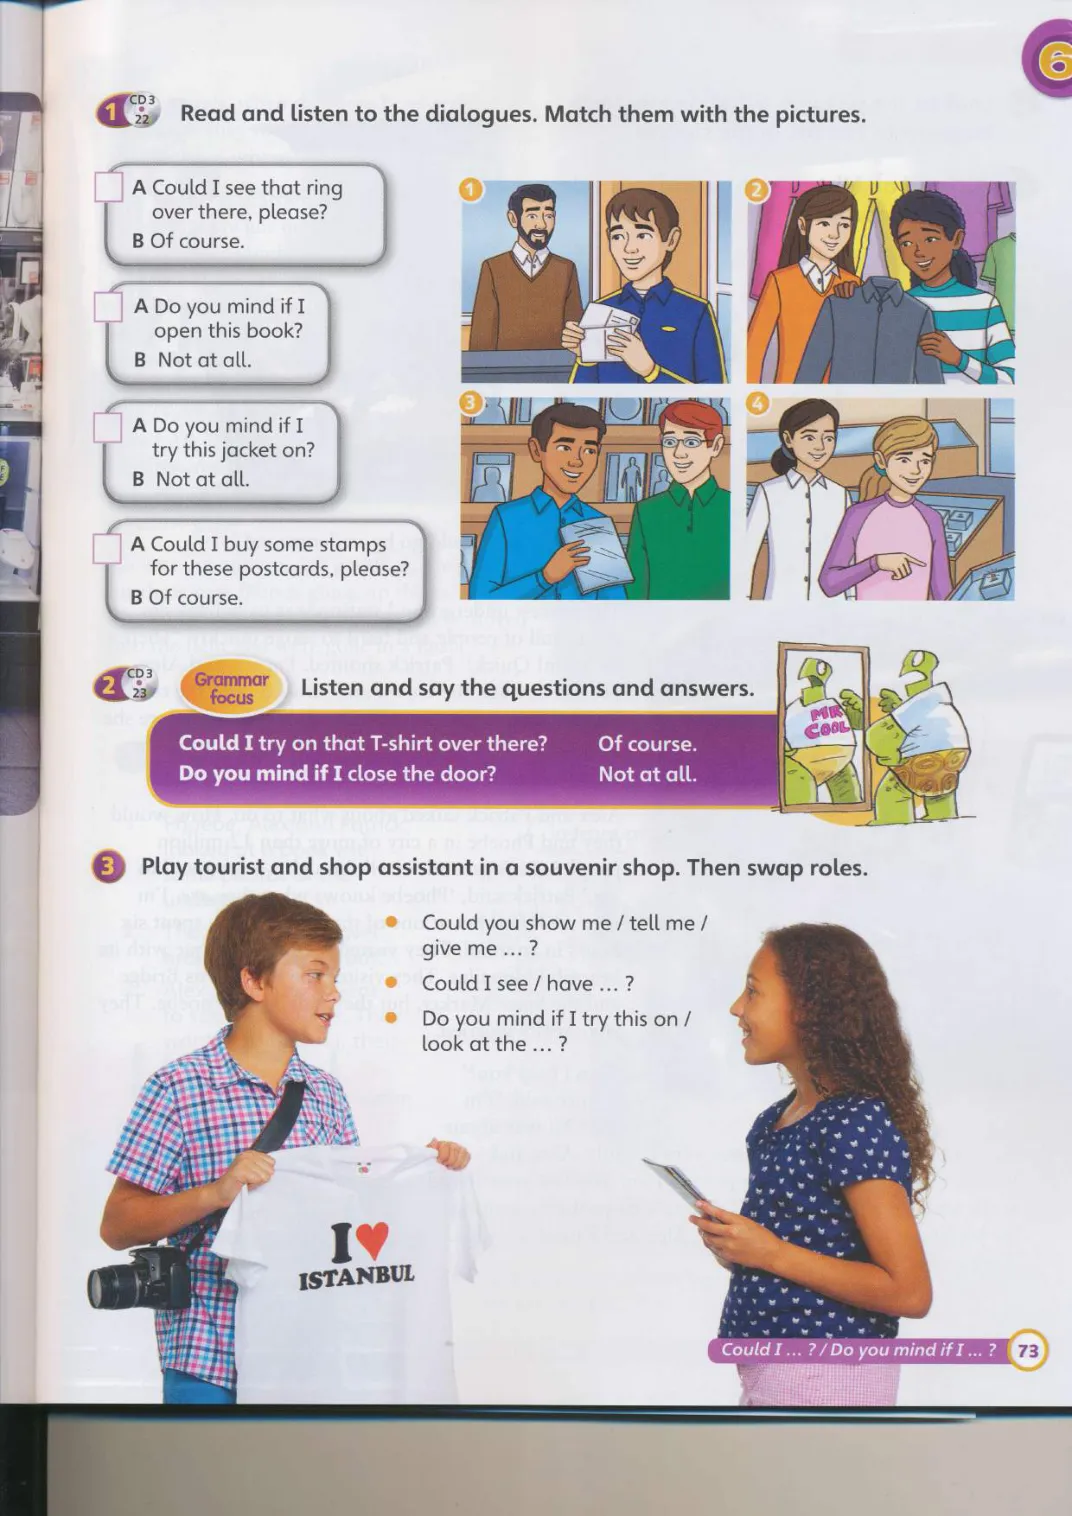 6
1 CD3 22 Read and listen to the dialogues. Match them with the pictures.
A Could I see that ring
over there, please?
B Of course.
A Do you mind if I
open this book?
B Not at all.
A Do you mind if I
try this jacket on?
B Not at all.
A Could I buy some stamps
for these postcards, please?
B Of course.
1
2
3
4
2 CD3 23 Grammar focus Listen and say the questions and answers.
Could I try on that T-shirt over there? Of course.
Do you mind if I close the door? Not at all.
MR
COOL
3 Play tourist and shop assistant in a souvenir shop. Then swap roles.
• Could you show me / tell me /
give me ... ?
• Could I see / have ... ?
• Do you mind if I try this on /
look at the ... ?
I ♥
ISTANBUL
Could I ... ? / Do you mind if I ... ? 73